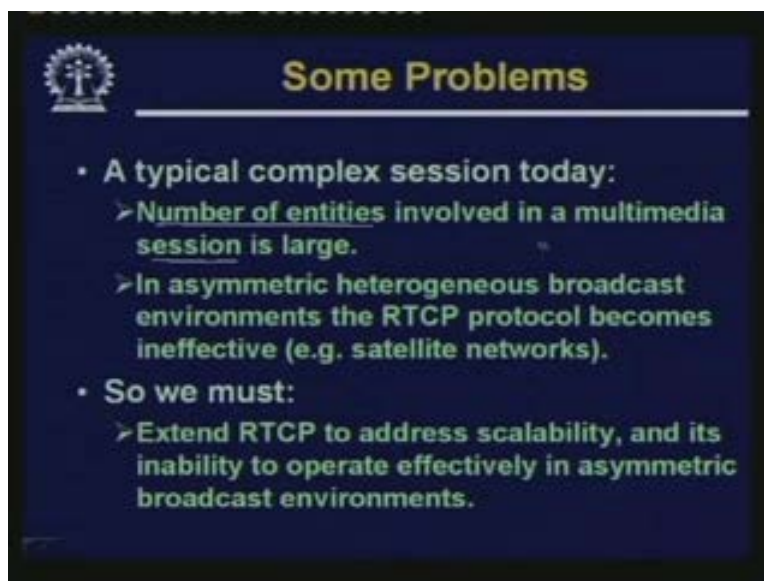 Some Problems
• A typical complex session today:
➢Number of entities involved in a multimedia
session is large.
➢In asymmetric heterogeneous broadcast
environments the RTCP protocol becomes
ineffective (e.g. satellite networks).
• So we must:
➢Extend RTCP to address scalability, and its
inability to operate effectively in asymmetric
broadcast environments.